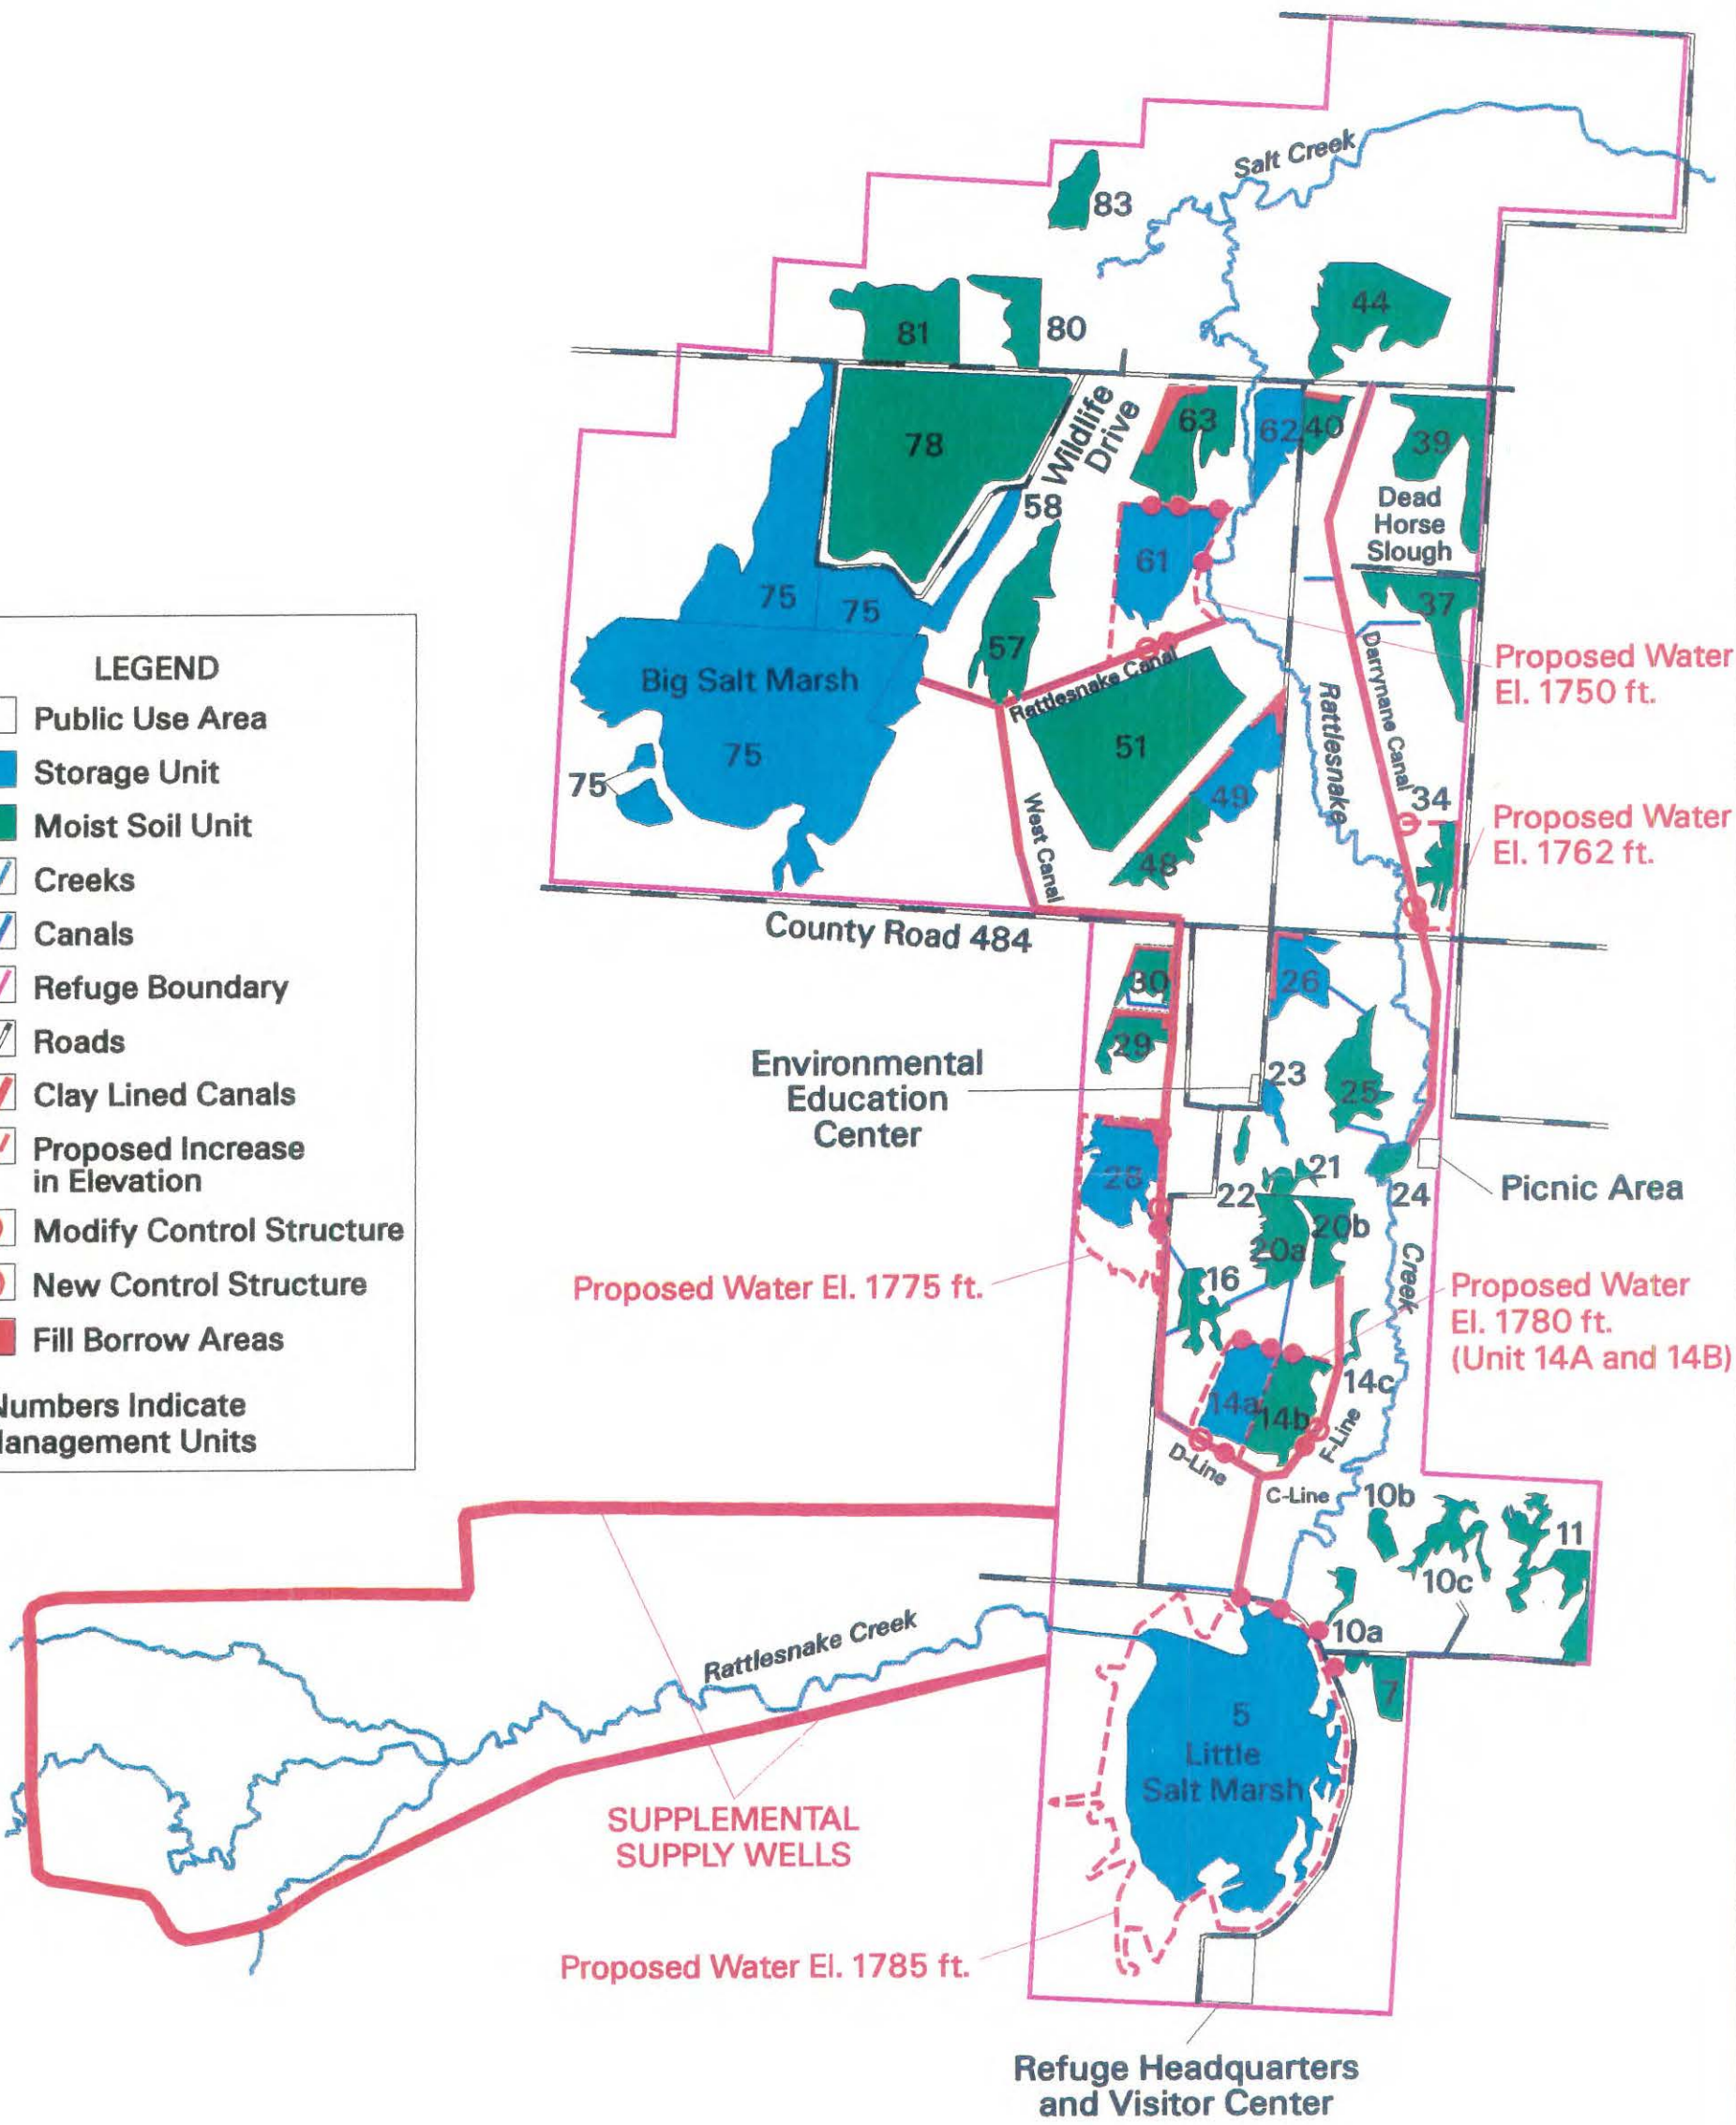 Salt Creek
83
44
81
80
Wildlife
Drive
63
62
40
39
78
58
Dead
Horse
Slough
61
75
75
37
57
Big Salt Marsh
Rattlesnake Canal
Darrynane Canal
Rattlesnake
Proposed Water
El. 1750 ft.
51
75
75
49
34
West Canal
48
Proposed Water
El. 1762 ft.
County Road 484
LEGEND
Public Use Area
Storage Unit
Moist Soil Unit
Creeks
Canals
Refuge Boundary
Roads
Clay Lined Canals
Proposed Increase
in Elevation
Modify Control Structure
New Control Structure
Fill Borrow Areas
Numbers Indicate
Management Units
30
26
29
Environmental
Education
Center
23
25
21
28
22
24
Picnic Area
20b
20a
16
Creek
Proposed Water El. 1775 ft.
Proposed Water
El. 1780 ft.
(Unit 14A and 14B)
14c
14a
14b
F-Line
D-Line
C-Line
10b
11
10c
10a
Rattlesnake Creek
7
5
Little
Salt Marsh
SUPPLEMENTAL
SUPPLY WELLS
Proposed Water El. 1785 ft.
Refuge Headquarters
and Visitor Center